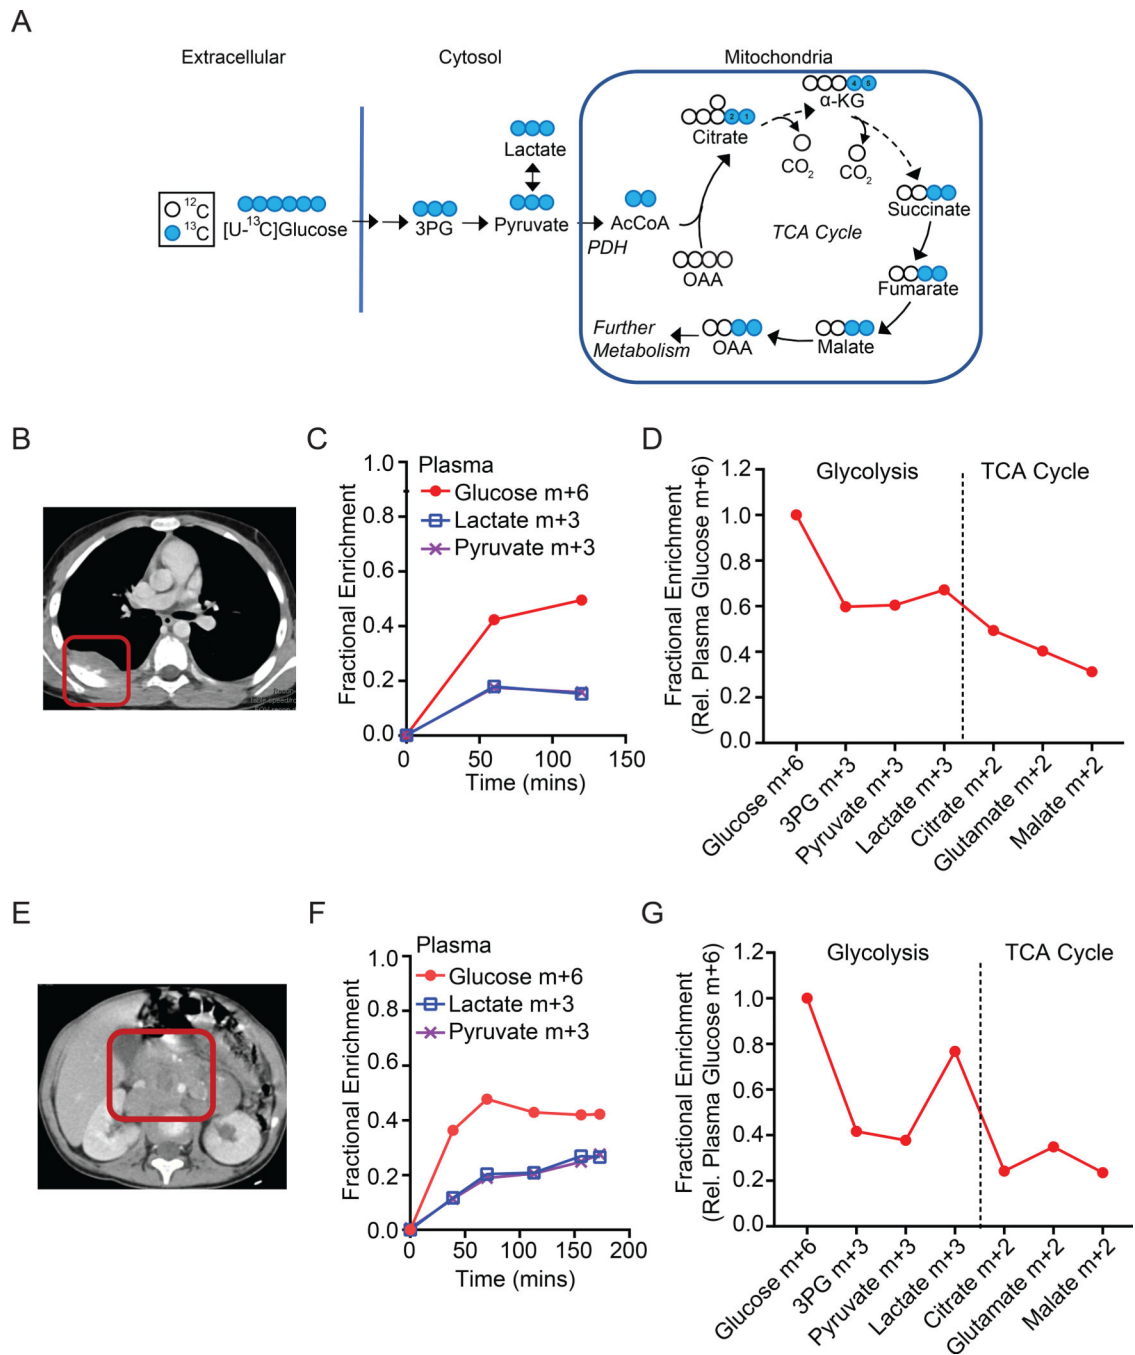 A
Extracellular
Cytosol
Mitochondria
12C
13C
[U-13C]Glucose
3PG
Lactate
Pyruvate
PDH
AcCoA
OAA
2 1
Citrate
4 5
α-KG
CO2
CO2
TCA Cycle
Succinate
Fumarate
Malate
OAA
Further
Metabolism
B
C
Plasma
Glucose m+6
Lactate m+3
Pyruvate m+3
Fractional Enrichment
1.0
0.8
0.6
0.4
0.2
0.0
0 50 100 150
Time (mins)
D
Glycolysis
TCA Cycle
Fractional Enrichment
(Rel. Plasma Glucose m+6)
1.2
1.0
0.8
0.6
0.4
0.2
0.0
Glucose m+6
3PG m+3
Pyruvate m+3
Lactate m+3
Citrate m+2
Glutamate m+2
Malate m+2
E
F
Plasma
Glucose m+6
Lactate m+3
Pyruvate m+3
Fractional Enrichment
1.0
0.8
0.6
0.4
0.2
0.0
0 50 100 150 200
Time (mins)
G
Glycolysis
TCA Cycle
Fractional Enrichment
(Rel. Plasma Glucose m+6)
1.2
1.0
0.8
0.6
0.4
0.2
0.0
Glucose m+6
3PG m+3
Pyruvate m+3
Lactate m+3
Citrate m+2
Glutamate m+2
Malate m+2